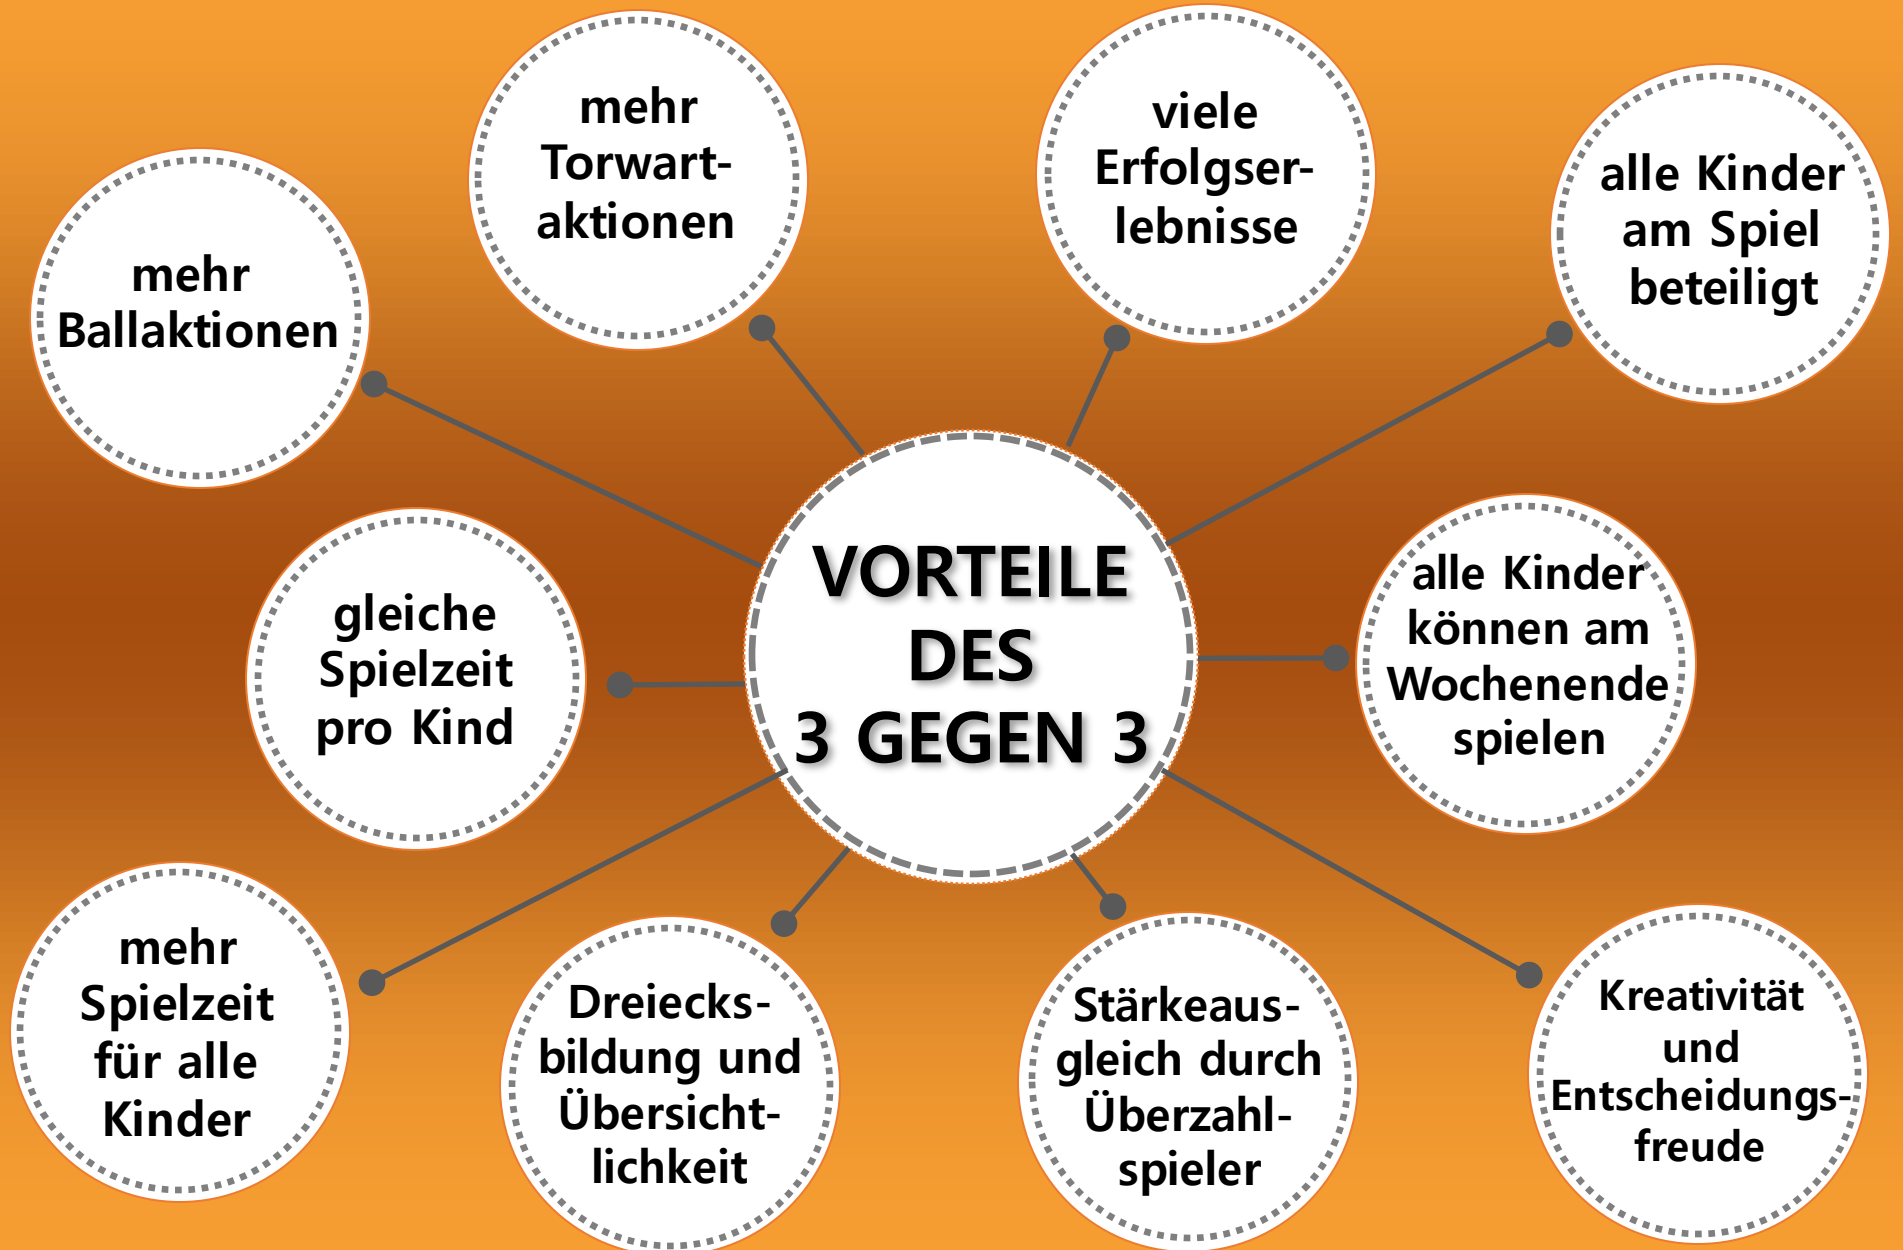 mehr
Torwart-
aktionen
viele
Erfolgser-
lebnisse
alle Kinder
am Spiel
beteiligt
mehr
Ballaktionen
VORTEILE
DES
3 GEGEN 3
gleiche
Spielzeit
pro Kind
alle Kinder
können am
Wochenende
spielen
mehr
Spielzeit
für alle
Kinder
Dreiecks-
bildung und
Übersicht-
lichkeit
Stärkeaus-
gleich durch
Überzahl-
spieler
Kreativität
und
Entscheidungs-
freude